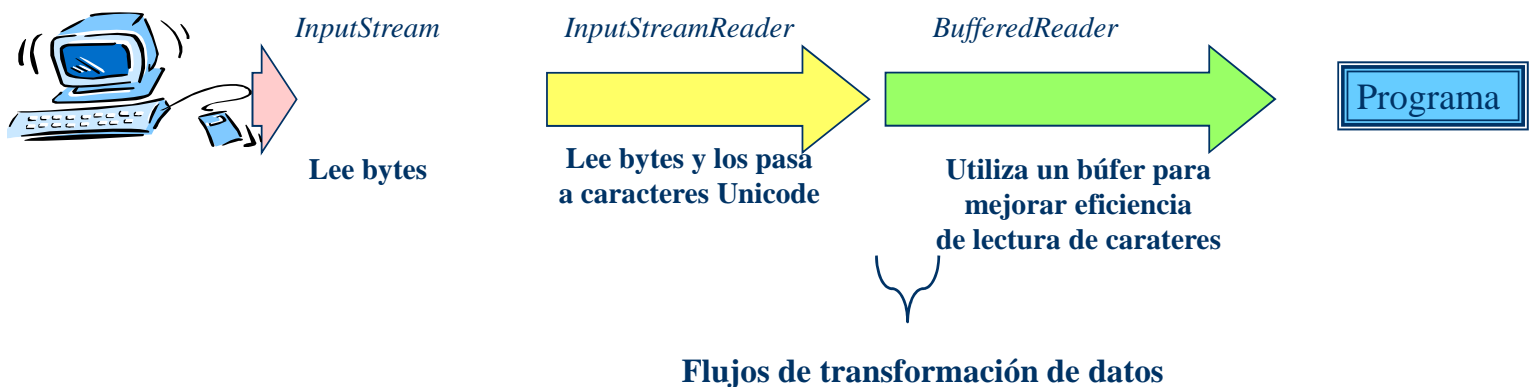 InputStream
InputStreamReader
BufferedReader
Programa
Lee bytes
Lee bytes y los pasa
a caracteres Unicode
Utiliza un búfer para
mejorar eficiencia
de lectura de carateres
Flujos de transformación de datos